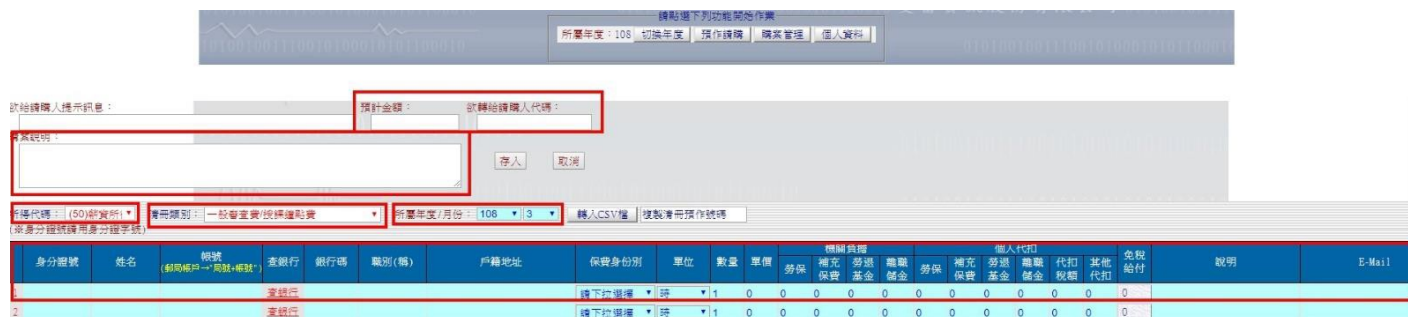 請點選下列功能開始作業
所屬年度：108 切換年度 預作請購 購案管理 個人資料
欲給請購人提示訊息： 預計金額： 欲轉給請購人代碼：
購案說明：
存入 取消
所得代碼： (50)薪資所 清冊類別： 一般審查費/授課鐘點費 所屬年度/月份： 108 3 轉入CSV檔 複製清冊預作號碼
(※身分證號請用身分證字號)
機關負擔 個人代扣
身分證號 姓名 帳號 查銀行 銀行碼 職別(稱) 戶籍地址 保費身份別 單位 數量 單價 勞保 補充保費 勞退基金 離職儲金 勞保 補充保費 勞退基金 離職儲金 代扣稅額 其他代扣 免稅給付 說明 E-Mail
(郵局帳戶→"局號+帳號")
1 查銀行 請下拉選擇 時 1 0 0 0 0 0 0 0 0 0 0 0 0
2 查銀行 請下拉選擇 時 1 0 0 0 0 0 0 0 0 0 0 0 0